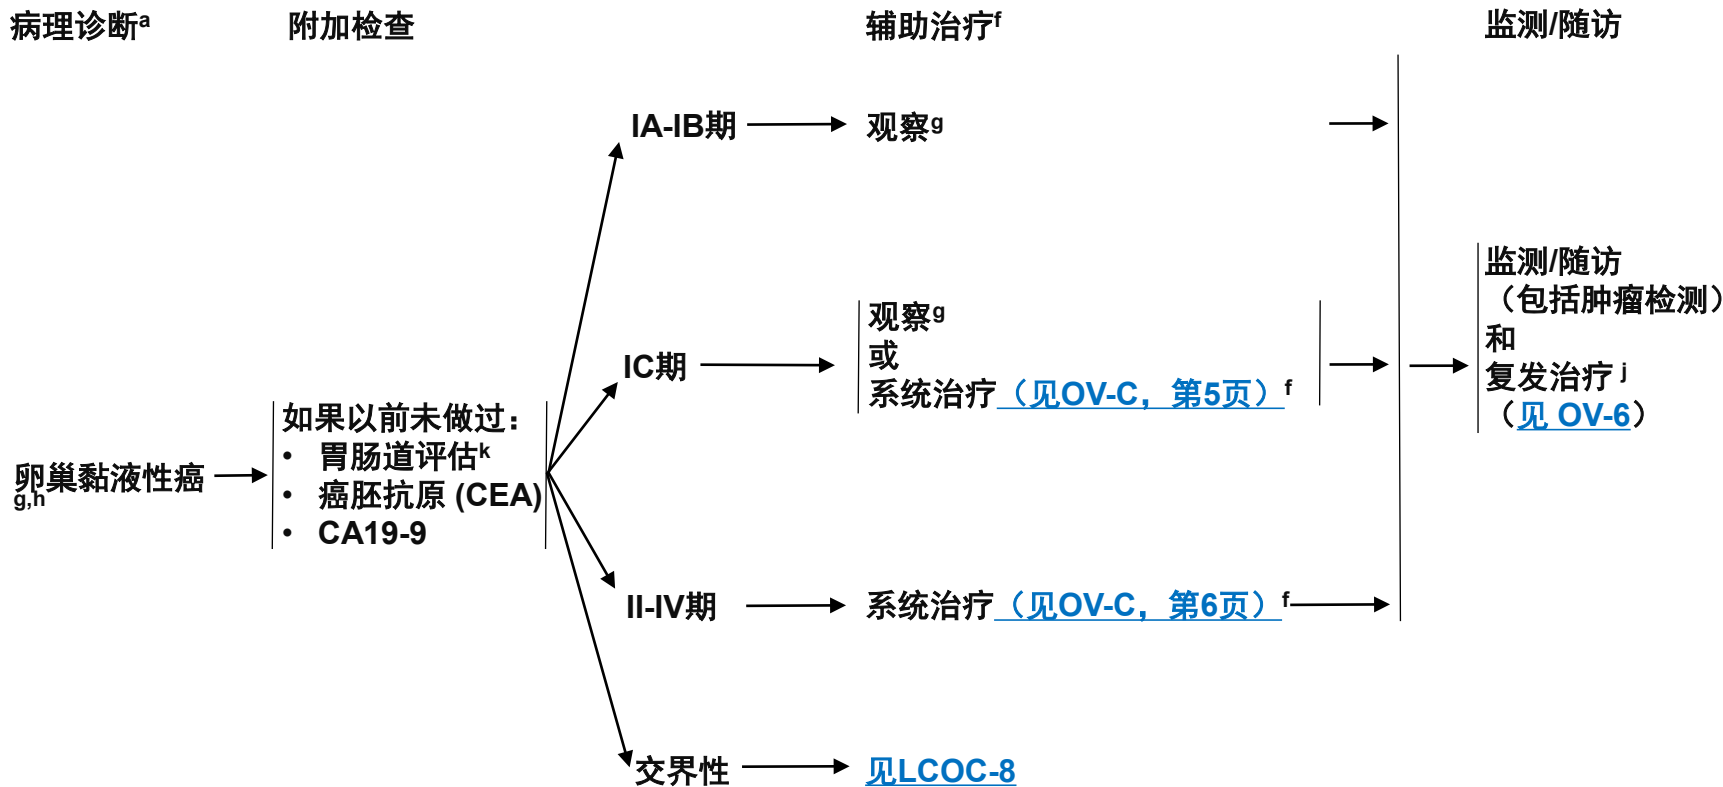 病理诊断a
附加检查
辅助治疗f
监测/随访
卵巢黏液性癌
g,h
如果以前未做过：
• 胃肠道评估k
• 癌胚抗原 (CEA)
• CA19-9
IA-IB期
观察g
IC期
观察g
或
系统治疗（见OV-C，第5页）f
II-IV期
系统治疗（见OV-C，第6页）f
交界性
见LCOC-8
监测/随访
（包括肿瘤检测）
和
复发治疗 j
（见 OV-6）